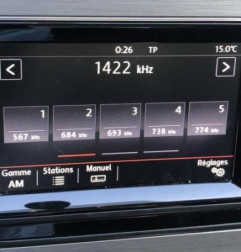 0:26 TP 15.0°C
< 1422 kHz >
1 2 3 4 5
567 kHz 684 kHz 693 kHz 738 kHz 774 kHz
Gamme Stations Manuel Réglages
AM